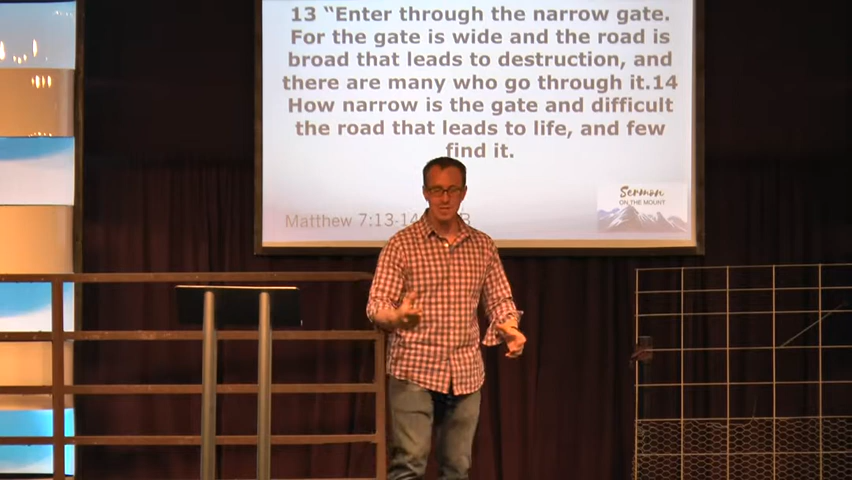 13 “Enter through the narrow gate.
For the gate is wide and the road is
broad that leads to destruction, and
there are many who go through it.14
How narrow is the gate and difficult
the road that leads to life, and few
find it.
Sermon
ON THE MOUNT
Matthew 7:13-14